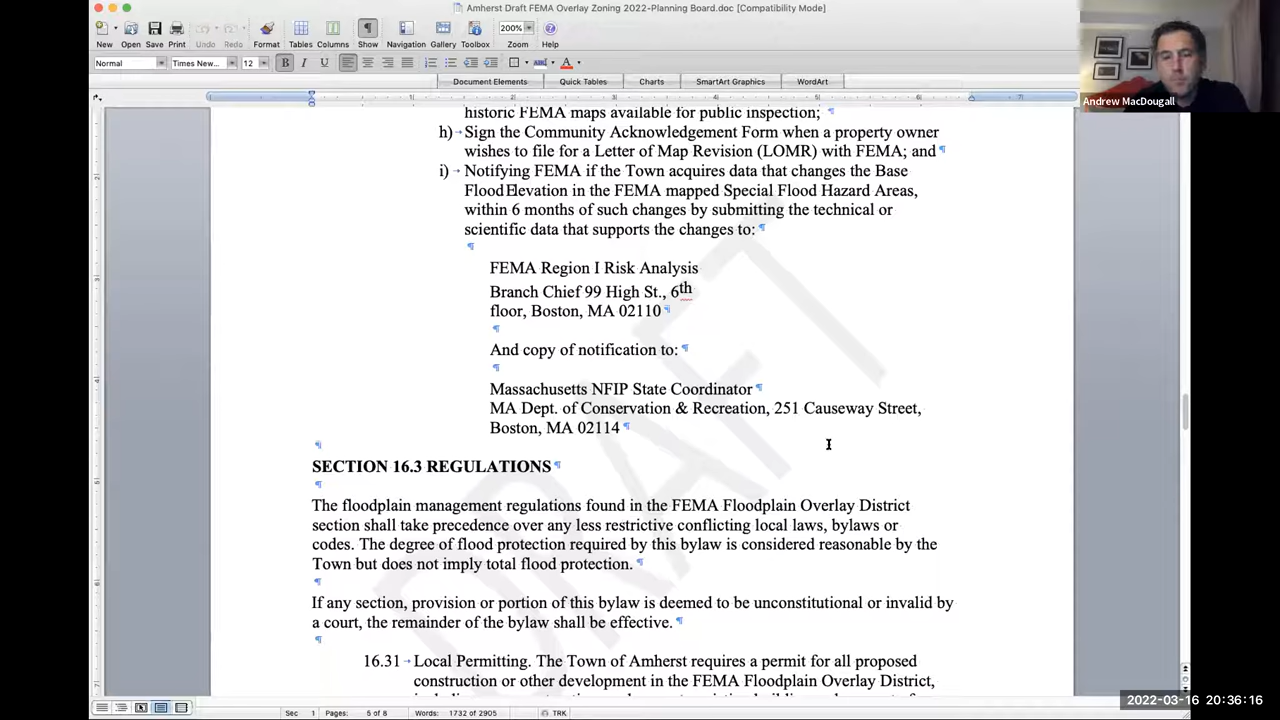 Amherst Draft FEMA Overlay Zoning 2022-Planning Board.doc [Compatibility Mode]
New Open Save Print Undo Redo Format Tables Columns Show Navigation Gallery Toolbox Zoom Help
200%
Normal Times New... 12 B I U
Document Elements Quick Tables Charts SmartArt Graphics WordArt
Andrew MacDougall
historic FEMA maps available for public inspection;
h) Sign the Community Acknowledgement Form when a property owner
wishes to file for a Letter of Map Revision (LOMR) with FEMA; and
i) Notifying FEMA if the Town acquires data that changes the Base
Flood Elevation in the FEMA mapped Special Flood Hazard Areas,
within 6 months of such changes by submitting the technical or
scientific data that supports the changes to:
FEMA Region I Risk Analysis
Branch Chief 99 High St., 6th
floor, Boston, MA 02110
And copy of notification to:
Massachusetts NFIP State Coordinator
MA Dept. of Conservation & Recreation, 251 Causeway Street,
Boston, MA 02114
SECTION 16.3 REGULATIONS
The floodplain management regulations found in the FEMA Floodplain Overlay District
section shall take precedence over any less restrictive conflicting local laws, bylaws or
codes. The degree of flood protection required by this bylaw is considered reasonable by the
Town but does not imply total flood protection.
If any section, provision or portion of this bylaw is deemed to be unconstitutional or invalid by
a court, the remainder of the bylaw shall be effective.
16.31 Local Permitting. The Town of Amherst requires a permit for all proposed
construction or other development in the FEMA Floodplain Overlay District,
DRAFT
Sec 1 Pages: 5 of 8 Words: 1732 of 2905 TRK
2022-03-16 20:36:16